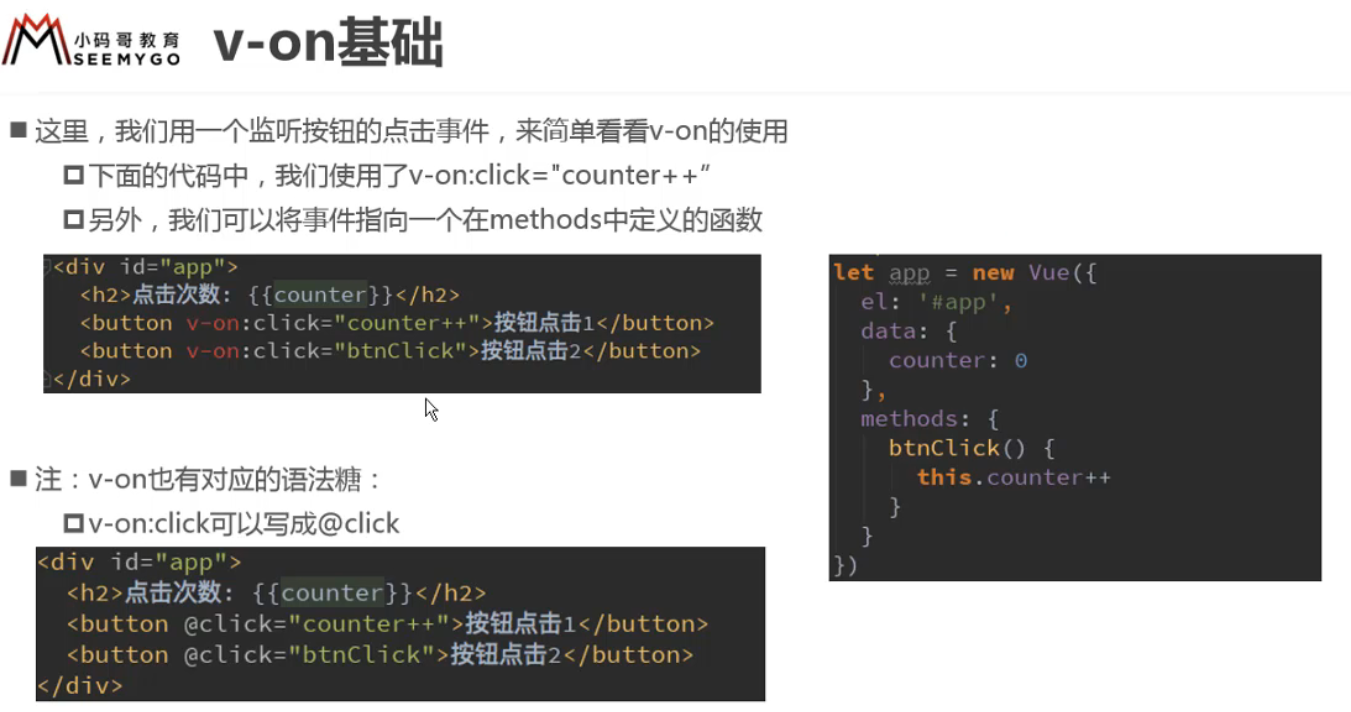 小码哥教育
SEEMYGO
v-on基础
■ 这里，我们用一个监听按钮的点击事件，来简单看看v-on的使用
下面的代码中，我们使用了v-on:click="counter++”
另外，我们可以将事件指向一个在methods中定义的函数
<div id="app">
<h2>点击次数: {{counter}}</h2>
<button v-on:click="counter++">按钮点击1</button>
<button v-on:click="btnClick">按钮点击2</button>
</div>
let app = new Vue({
el: '#app',
data: {
counter: 0
},
methods: {
btnClick() {
this.counter++
}
}
})
■ 注：v-on也有对应的语法糖：
v-on:click可以写成@click
<div id="app">
<h2>点击次数: {{counter}}</h2>
<button @click="counter++">按钮点击1</button>
<button @click="btnClick">按钮点击2</button>
</div>